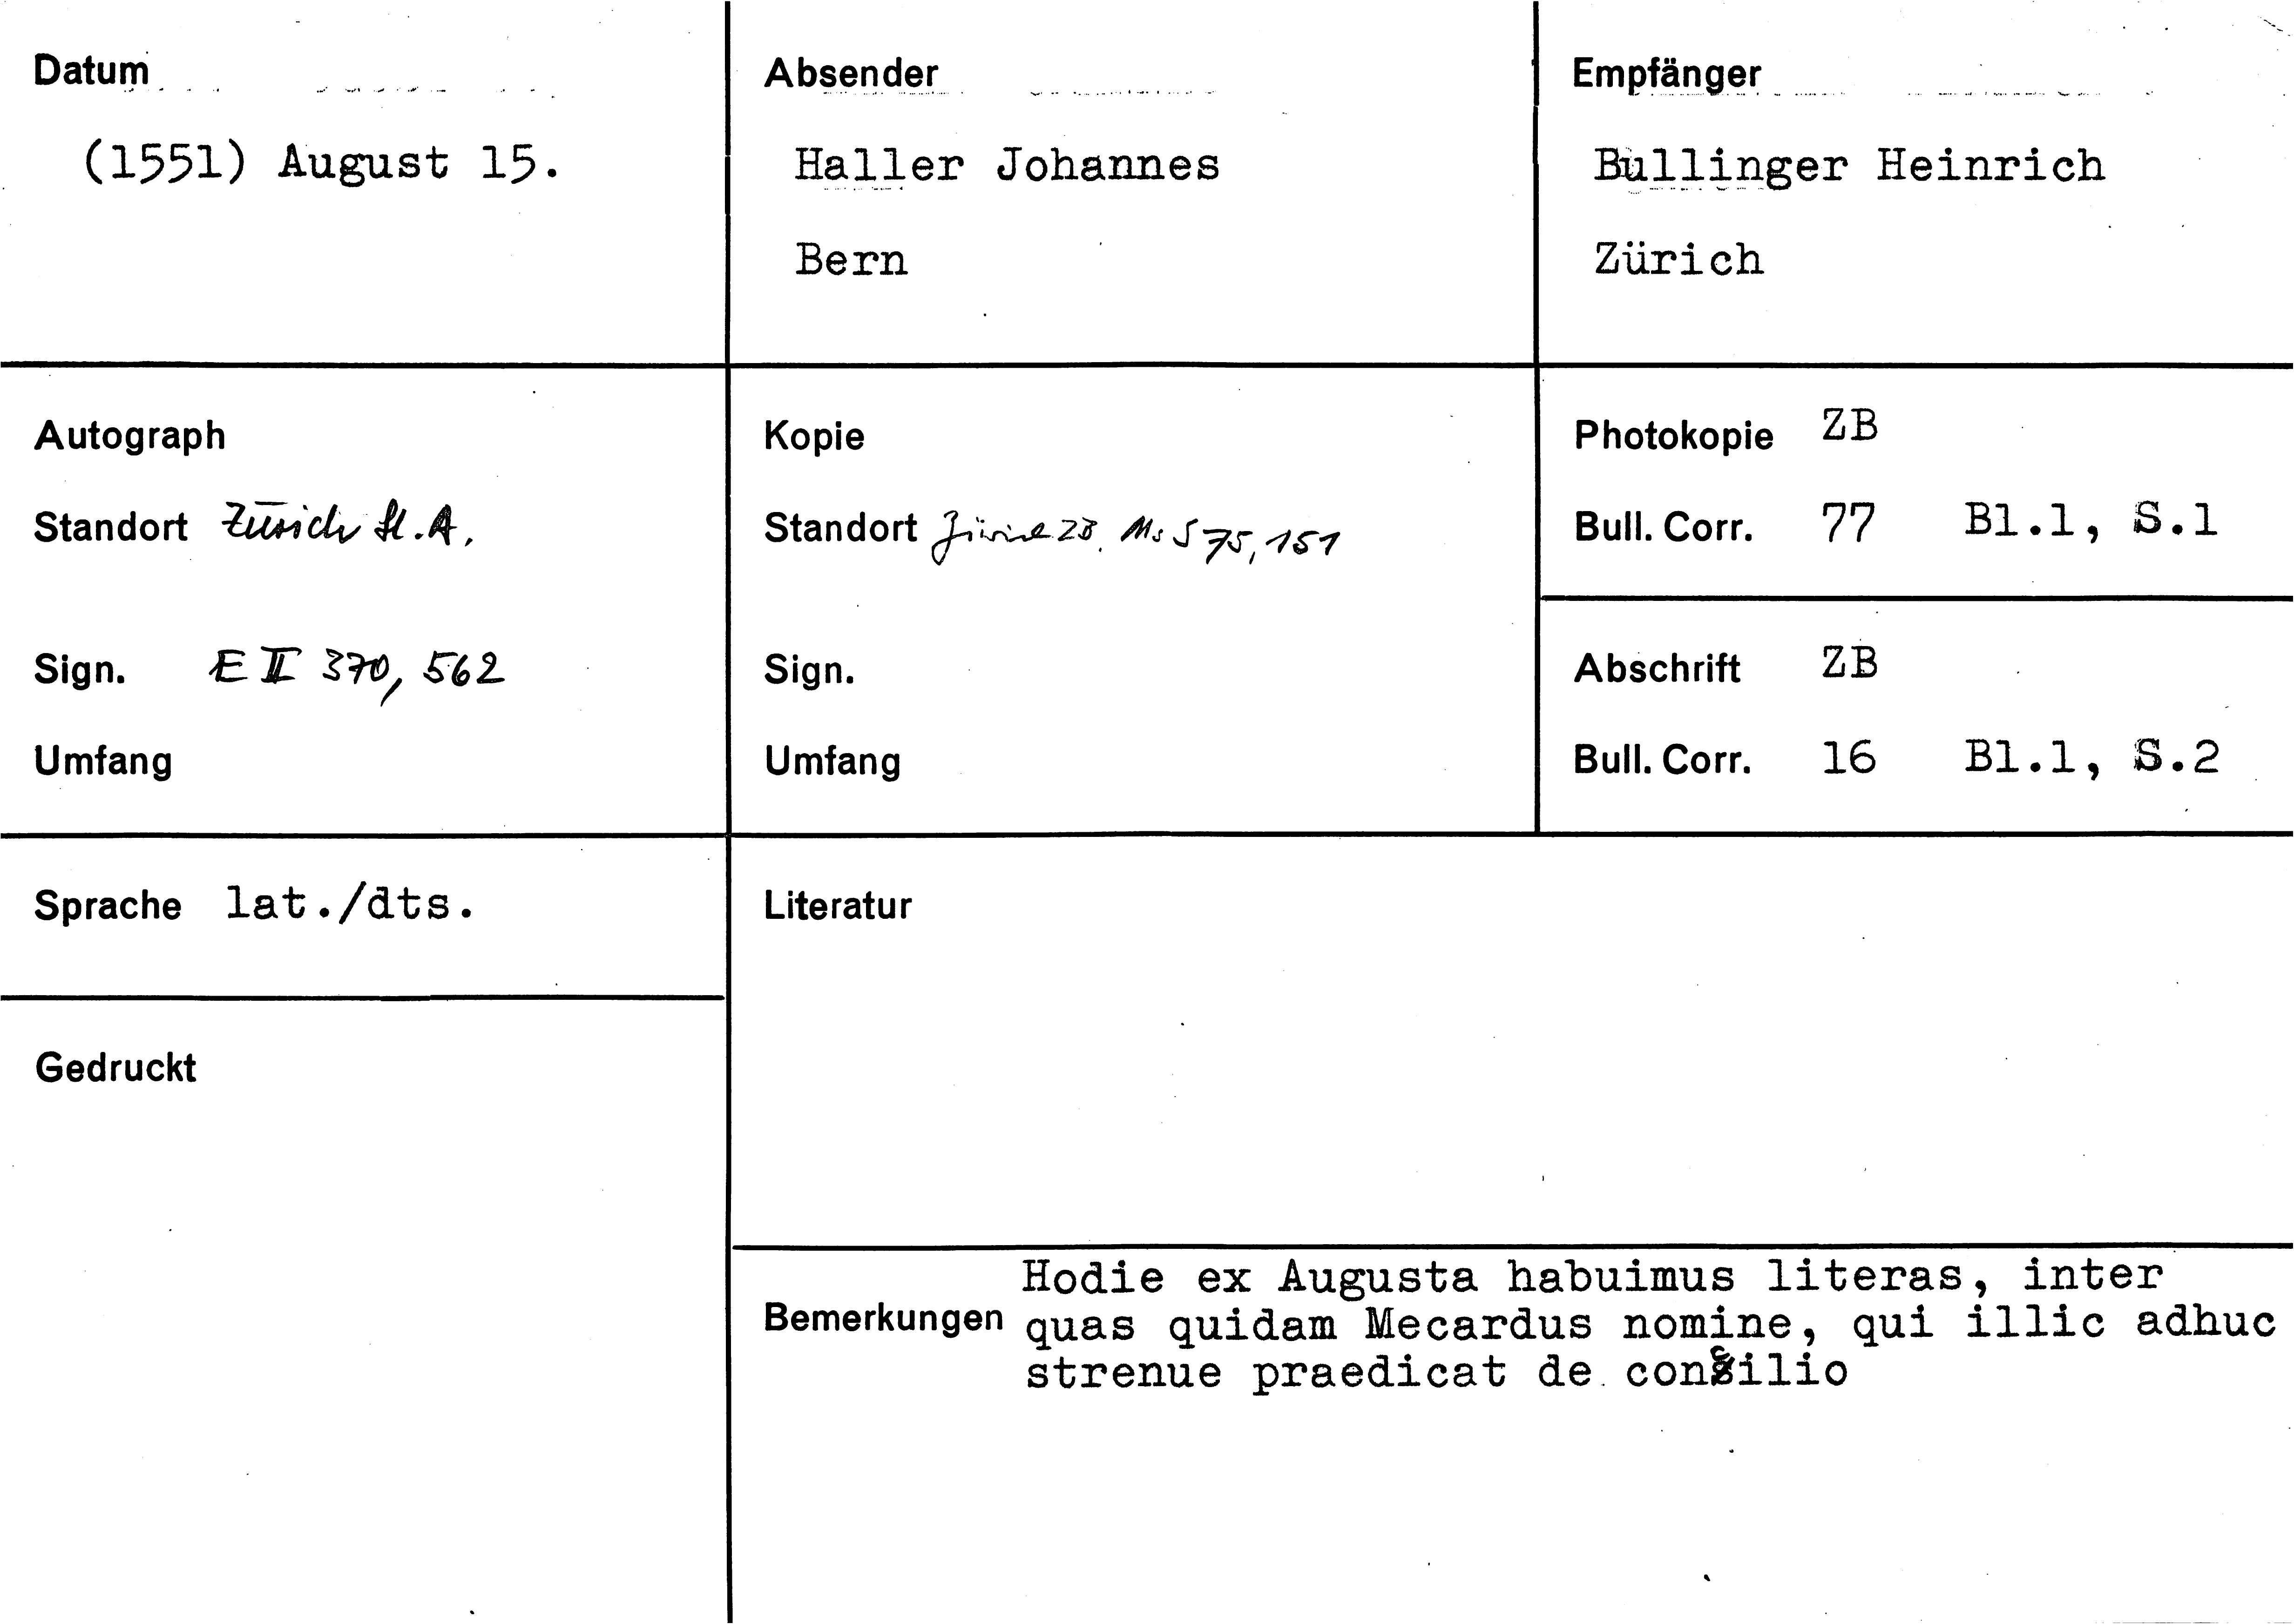 Datum
(1551) August 15.
Absender
Haller Johannes
Bern
Empfänger
Bullinger Heinrich
Zürich
Autograph
Standort Zürich St.A.
Sign. E II 370, 562
Umfang
Kopie
Standort Zürich ZB. Ms S 75, 151
Sign.
Umfang
Photokopie ZB
Bull. Corr. 77 Bl.1, S.1
Abschrift ZB
Bull. Corr. 16 Bl.1, S.2
Sprache lat./dts.
Gedruckt
Literatur
Bemerkungen
Hodie ex Augusta habuimus literas, inter
quas quidam Mecardus nomine, qui illic adhuc
strenue praedicat de consilio